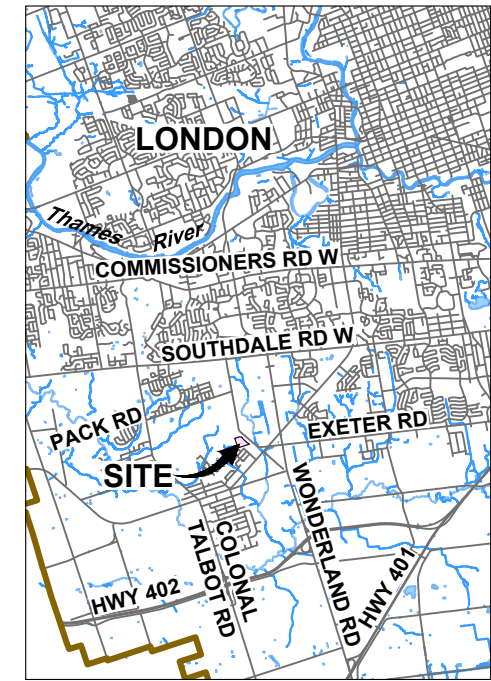 LONDON
Thames River
COMMISSIONERS RD W
SOUTHDALE RD W
PACK RD
EXETER RD
SITE
WONDERLAND RD
COLONAL
TALBOT RD
HWY 401
HWY 402